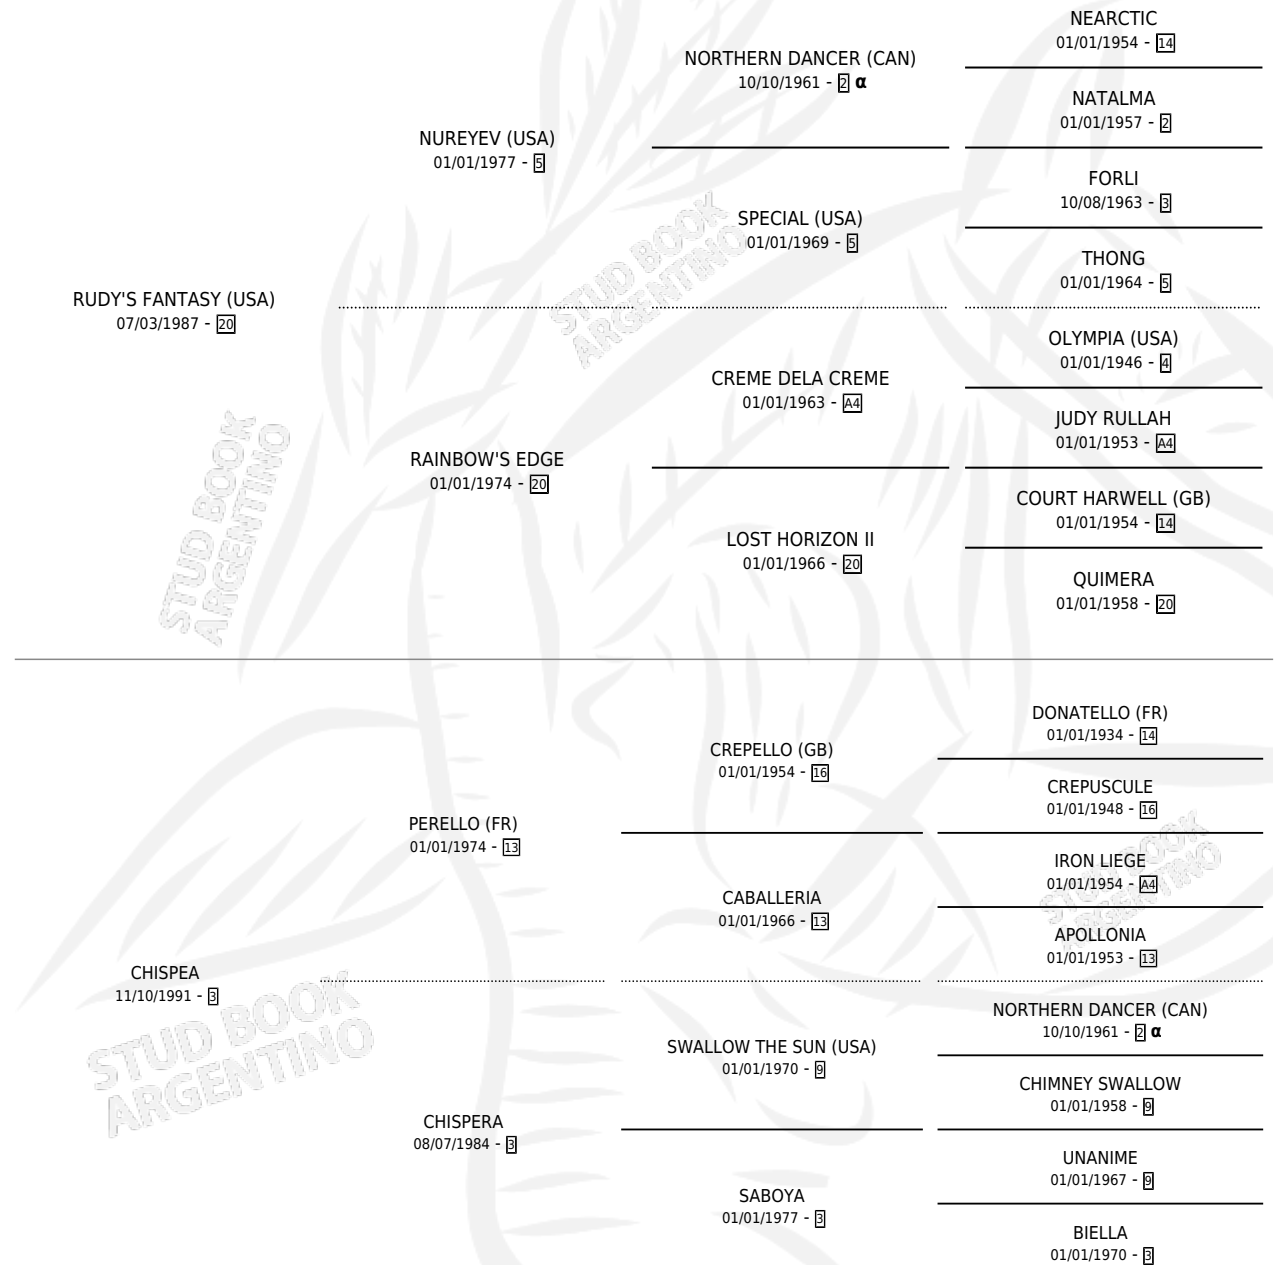 NEARCTIC
01/01/1954 - 14
NORTHERN DANCER (CAN)
10/10/1961 - 2 α
NATALMA
01/01/1957 - 2
NUREYEV (USA)
01/01/1977 - 5
FORLI
10/08/1963 - 3
SPECIAL (USA)
01/01/1969 - 5
THONG
01/01/1964 - 5
RUDY'S FANTASY (USA)
07/03/1987 - 20
OLYMPIA (USA)
01/01/1946 - 4
CREME DELA CREME
01/01/1963 - A4
JUDY RULLAH
01/01/1953 - A4
RAINBOW'S EDGE
01/01/1974 - 20
COURT HARWELL (GB)
01/01/1954 - 14
LOST HORIZON II
01/01/1966 - 20
QUIMERA
01/01/1958 - 20
DONATELLO (FR)
01/01/1934 - 14
CREPELLO (GB)
01/01/1954 - 16
CREPUSCULE
01/01/1948 - 16
PERELLO (FR)
01/01/1974 - 13
IRON LIEGE
01/01/1954 - A4
CABALLERIA
01/01/1966 - 13
APOLLONIA
01/01/1953 - 13
CHISPEA
11/10/1991 - 3
NORTHERN DANCER (CAN)
10/10/1961 - 2 α
SWALLOW THE SUN (USA)
01/01/1970 - 9
CHIMNEY SWALLOW
01/01/1958 - 9
CHISPERA
08/07/1984 - 3
UNANIME
01/01/1967 - 9
SABOYA
01/01/1977 - 3
BIELLA
01/01/1970 - 3
STUD BOOK
ARGENTINO
STUD BOOK
ARGENTINO
STUD BOOK
ARGENTINO
STUD BOOK
ARGENTINO